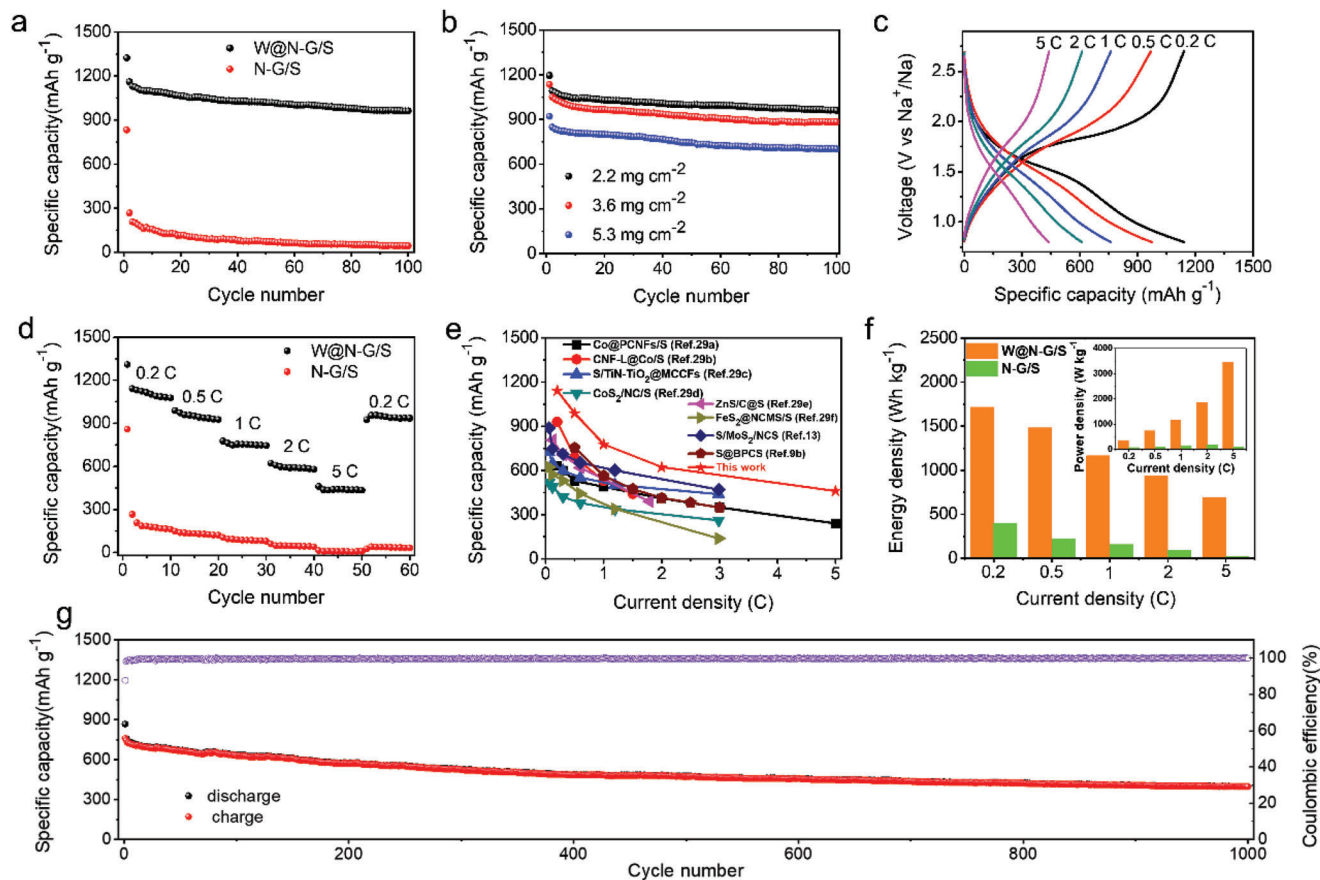 a
1500
1200
900
600
300
0
Specific capacity(mAh g⁻¹)
W@N-G/S
N-G/S
0 20 40 60 80 100
Cycle number
b
1500
1200
900
600
300
0
Specific capacity(mAh g⁻¹)
2.2 mg cm⁻²
3.6 mg cm⁻²
5.3 mg cm⁻²
0 20 40 60 80 100
Cycle number
c
5 C 2 C 1 C 0.5 C 0.2 C
2.5
2.0
1.5
1.0
Voltage (V vs Na⁺/Na)
0 300 600 900 1200 1500
Specific capacity (mAh g⁻¹)
d
1500
1200
900
600
300
0
Specific capacity (mAh g⁻¹)
W@N-G/S
N-G/S
0.2 C
0.5 C
1 C
2 C
5 C
0.2 C
0 10 20 30 40 50 60
Cycle number
e
1500
1200
900
600
300
0
Specific capacity (mAh g⁻¹)
Co@PCNFs/S (Ref.29a)
CNF-L@Co/S (Ref.29b)
S/TiN-TiO₂@MCCFs (Ref.29c)
CoS₂/NC/S (Ref.29d)
ZnS/C@S (Ref.29e)
FeS₂@NCMS/S (Ref.29f)
S/MoS₂/NCS (Ref.13)
S@BPCS (Ref.9b)
This work
0 1 2 3 4 5
Current density (C)
f
2500
2000
1500
1000
500
0
Energy density(Wh kg⁻¹)
W@N-G/S
N-G/S
4000
3000
2000
1000
0
Power density(W kg⁻¹)
0.2 0.5 1 2 5
Current density (C)
0.2 0.5 1 2 5
Current density (C)
g
1500
1200
900
600
300
0
Specific capacity(mAh g⁻¹)
discharge
charge
100
80
60
40
20
0
Coulombic efficiency(%)
0 200 400 600 800 1000
Cycle number